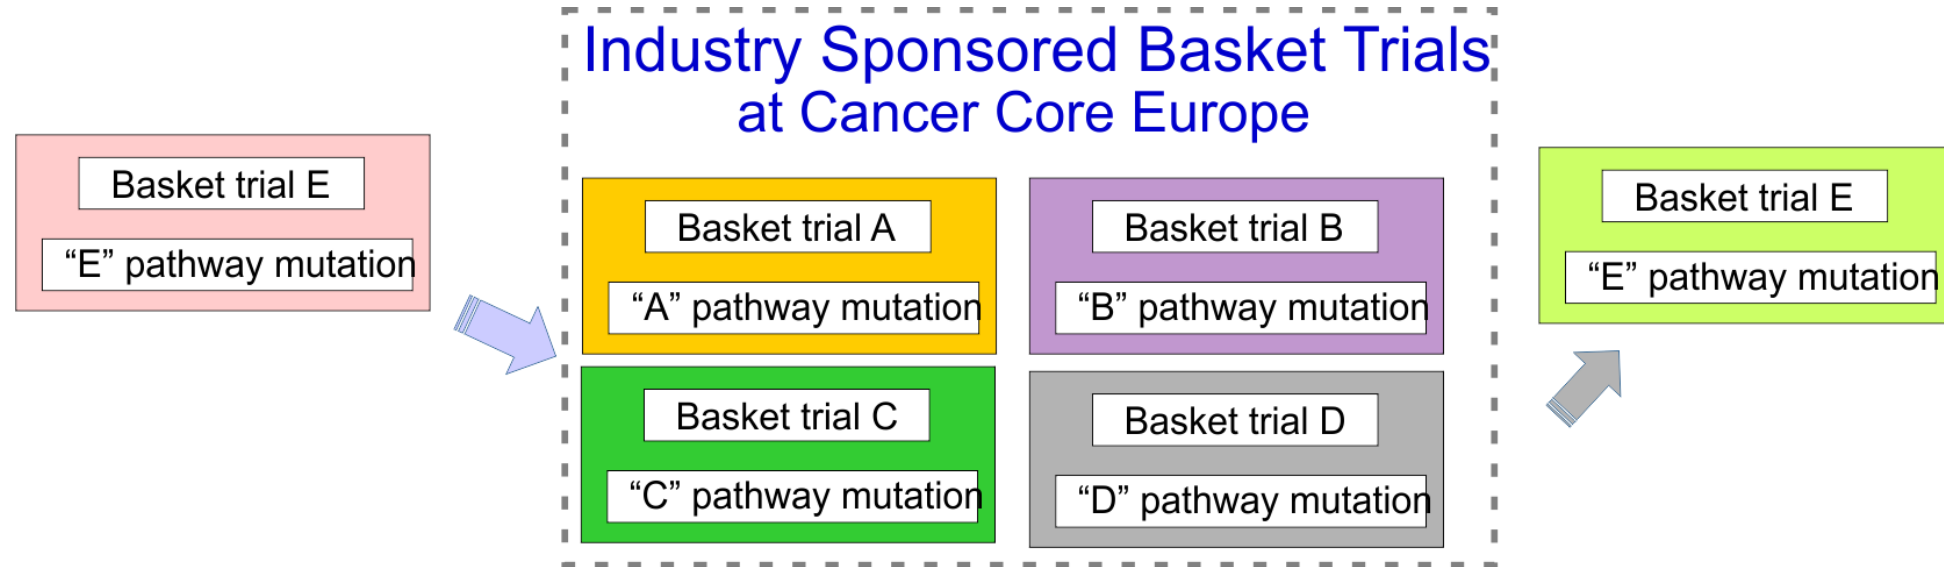 Industry Sponsored Basket Trials
at Cancer Core Europe
Basket trial E
“E” pathway mutation
Basket trial A
“A” pathway mutation
Basket trial B
“B” pathway mutation
Basket trial C
“C” pathway mutation
Basket trial D
“D” pathway mutation
Basket trial E
“E” pathway mutation